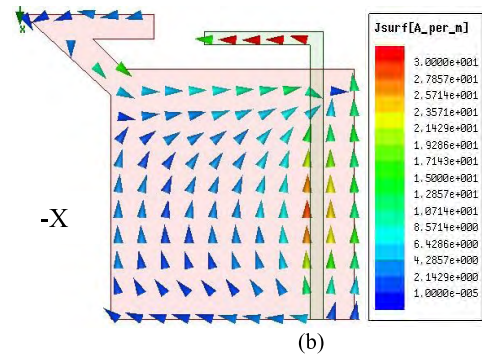 x
Jsurf[A_per_m]
3.0000e+001
2.7857e+001
2.5714e+001
2.3571e+001
2.1429e+001
1.9286e+001
1.7143e+001
1.5000e+001
1.2857e+001
1.0714e+001
8.5714e+000
6.4286e+000
4.2857e+000
2.1429e+000
1.0000e-005
-X
(b)